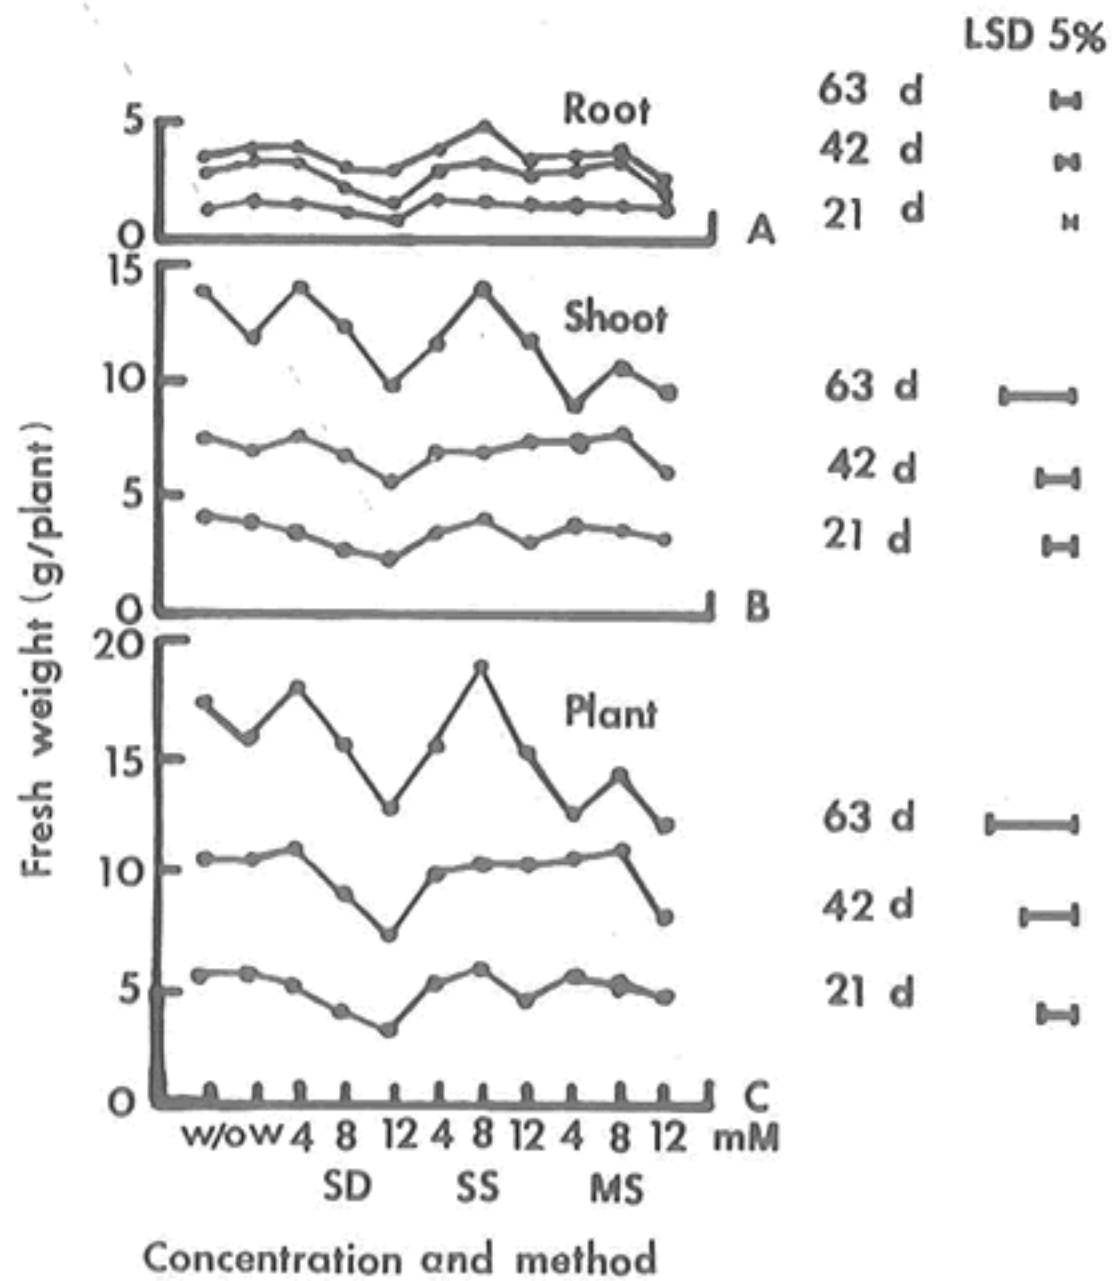 LSD 5%
5
Root
63 d
42 d
21 d
0
A
15
Shoot
10
63 d
42 d
5
21 d
0
B
20
Plant
15
63 d
10
42 d
5
21 d
0
C
w/o w 4 8 12 4 8 12 4 8 12 mM
SD SS MS
Concentration and method
Fresh weight (g/plant)